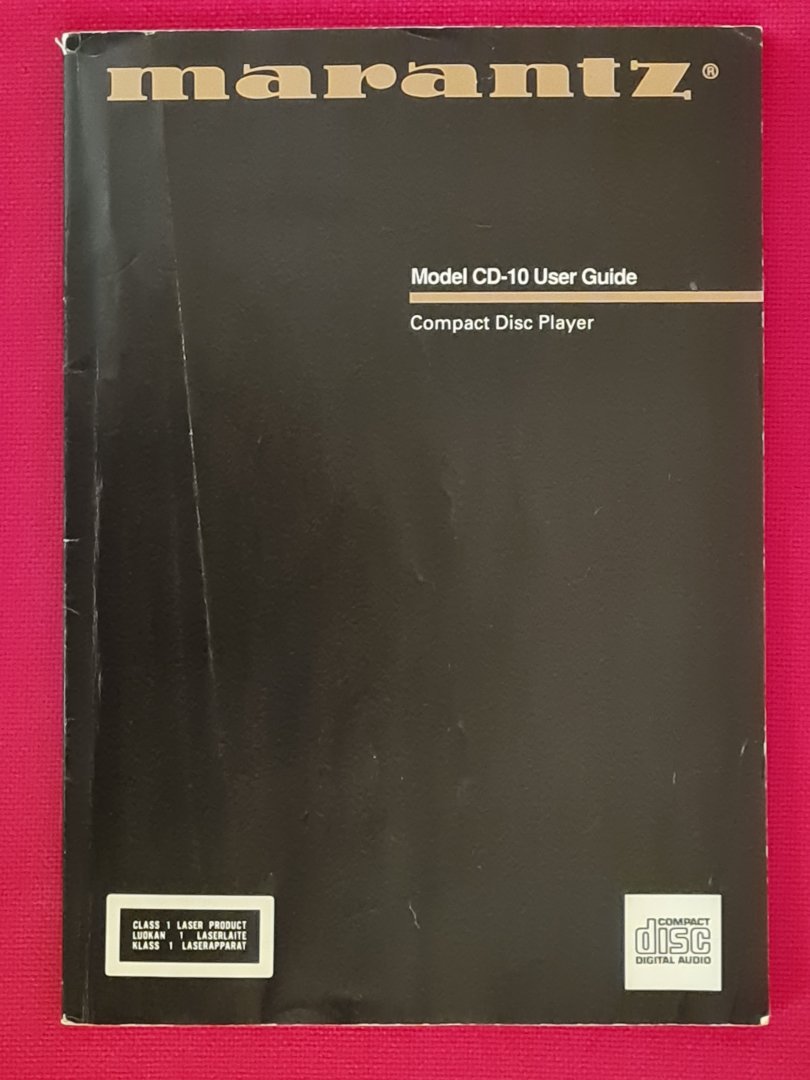 marantz®
Model CD-10 User Guide
Compact Disc Player
CLASS 1 LASER PRODUCT
LUOKAN 1 LASERLAITE
KLASS 1 LASERAPPARAT
COMPACT
disc
DIGITAL AUDIO